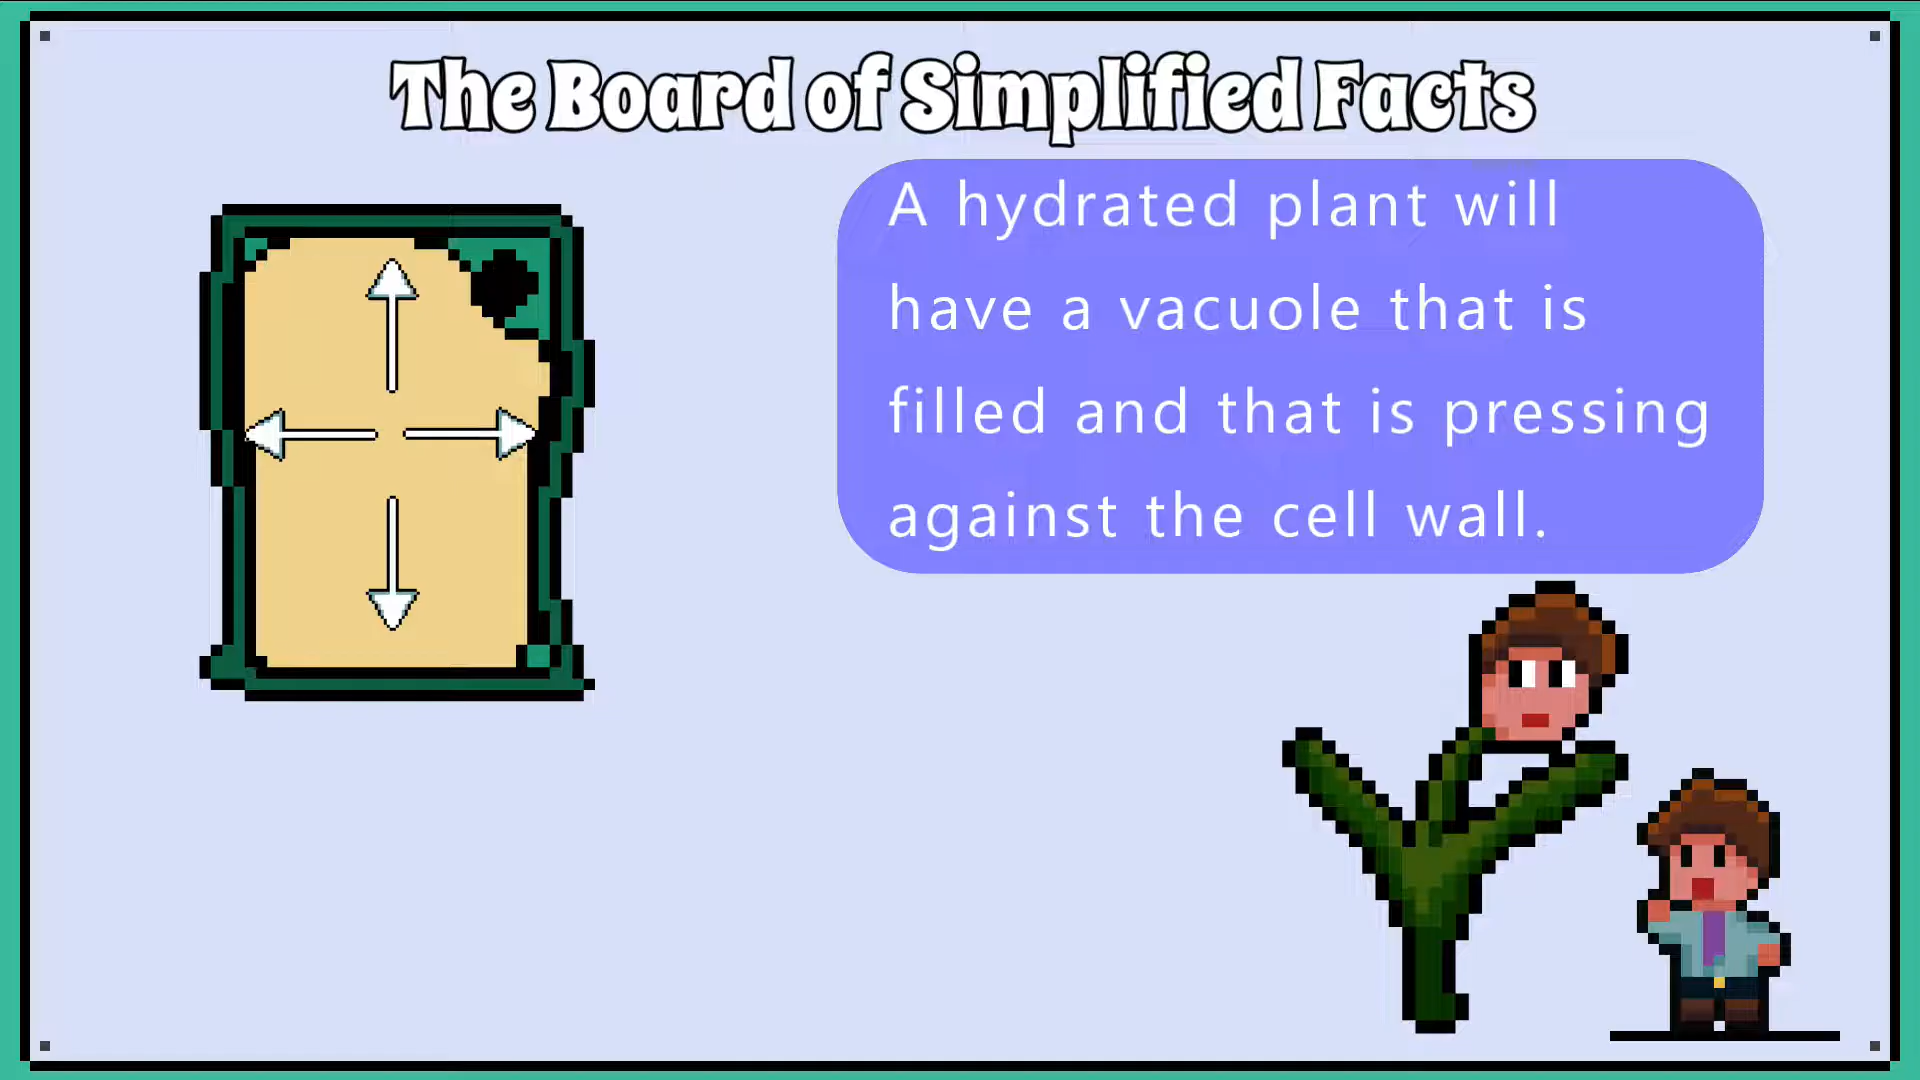 The Board of Simplified Facts
A hydrated plant will
have a vacuole that is
filled and that is pressing
against the cell wall.